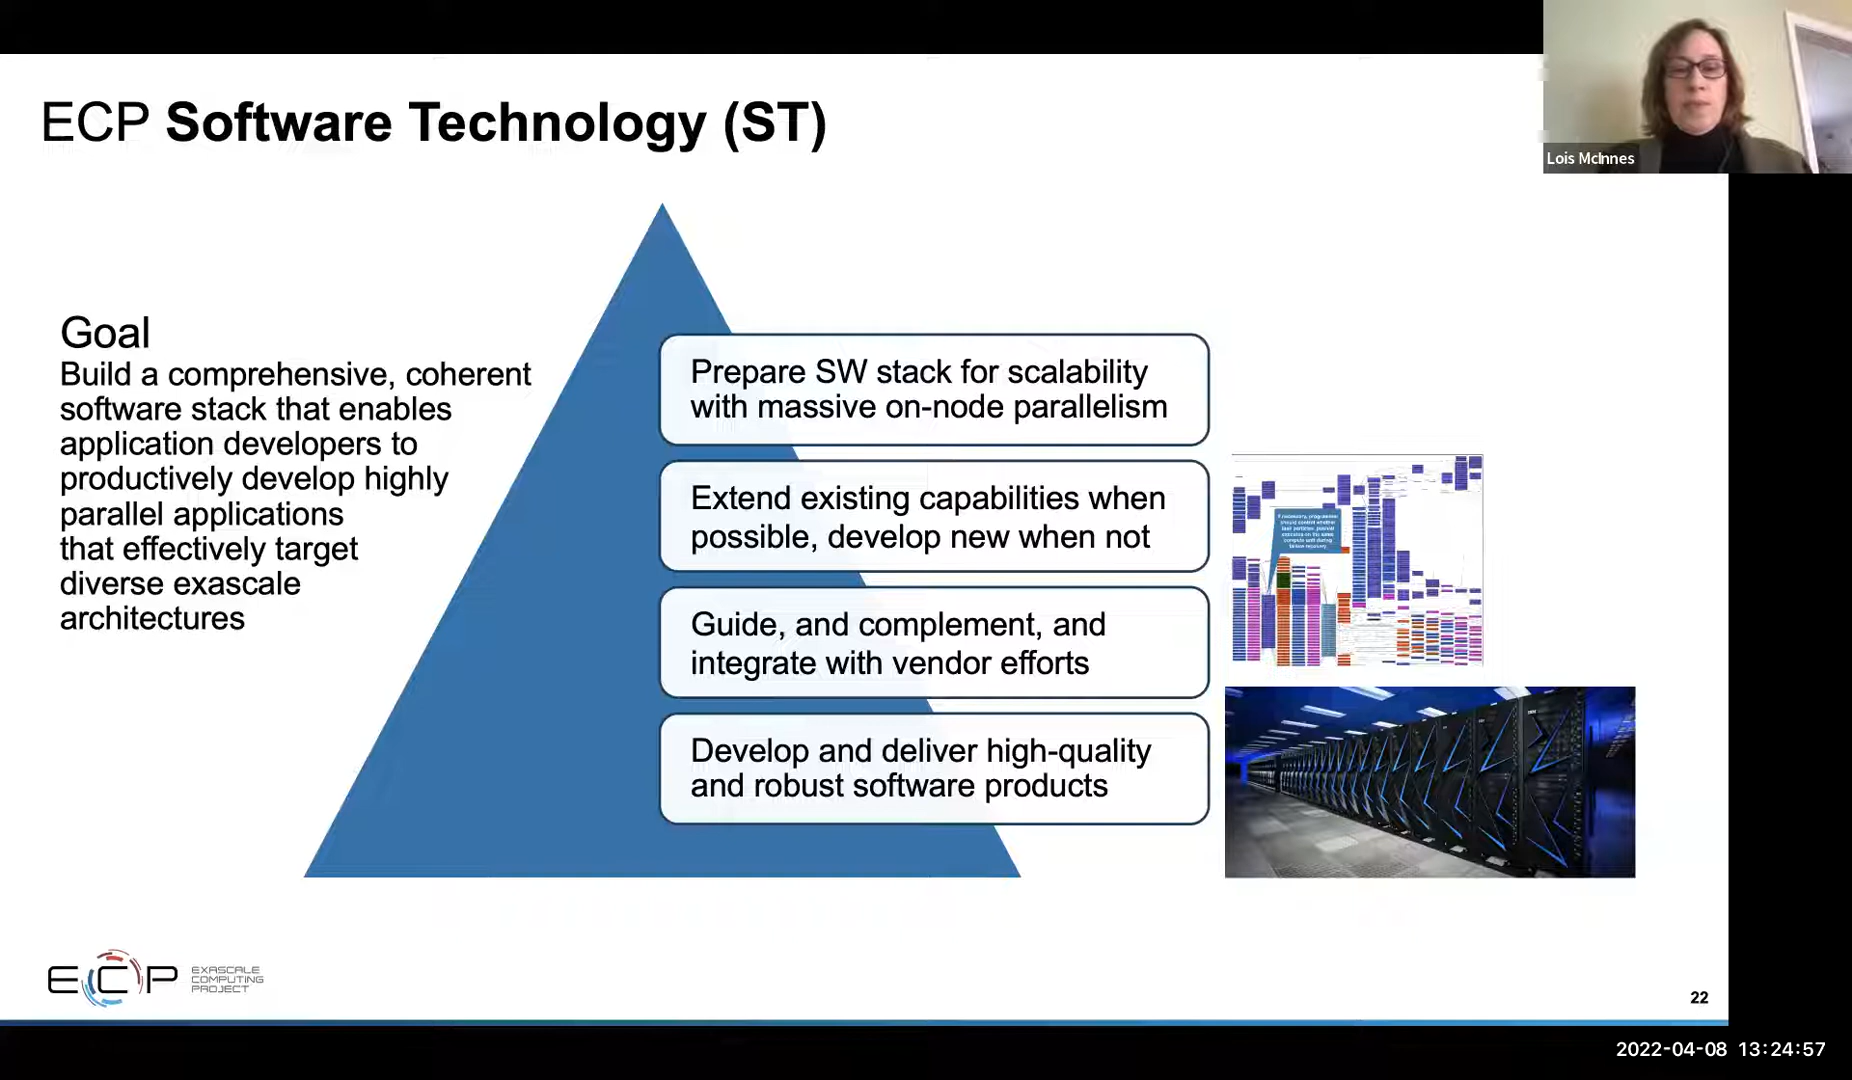 ECP Software Technology (ST)
Lois McInnes
Goal
Build a comprehensive, coherent
software stack that enables
application developers to
productively develop highly
parallel applications
that effectively target
diverse exascale
architectures
Prepare SW stack for scalability
with massive on-node parallelism
Extend existing capabilities when
possible, develop new when not
Guide, and complement, and
integrate with vendor efforts
Develop and deliver high-quality
and robust software products
ECP
EXASCALE
COMPUTING
PROJECT
22
2022-04-08 13:24:57